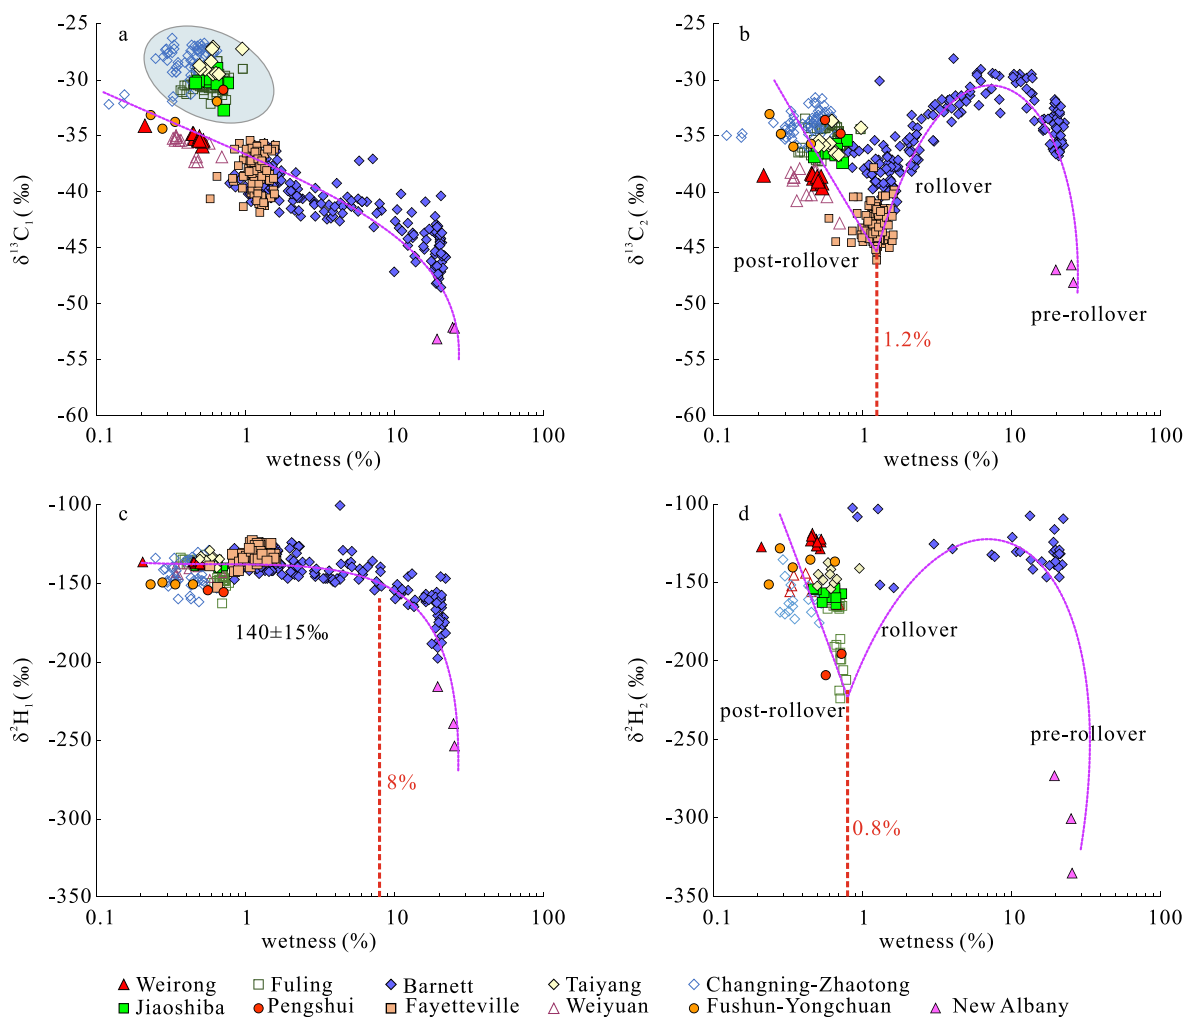 a
-25
-30
-35
-40
-45
-50
-55
-60
δ¹³C₁ (‰)
0.1
1
10
100
wetness (%)
b
-25
-30
-35
-40
-45
-50
-55
-60
δ¹³C₂ (‰)
rollover
post-rollover
pre-rollover
1.2%
0.1
1
10
100
wetness (%)
c
-100
-150
-200
-250
-300
-350
δ²H₁ (‰)
140±15‰
8%
0.1
1
10
100
wetness (%)
d
-100
-150
-200
-250
-300
-350
δ²H₂ (‰)
rollover
post-rollover
pre-rollover
0.8%
0.1
1
10
100
wetness (%)
Weirong Fuling Barnett Taiyang Changning-Zhaotong
Jiaoshiba Pengshui Fayetteville Weiyuan Fushun-Yongchuan New Albany